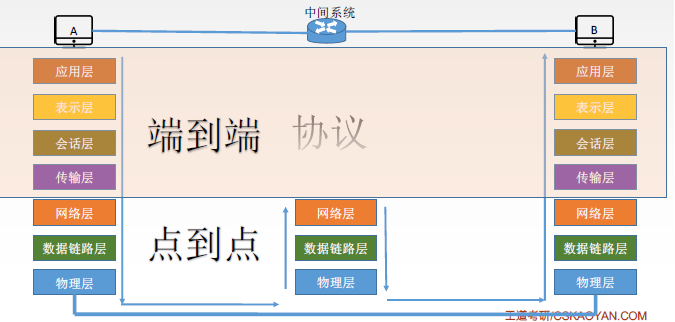 中间系统
A
B
应用层
表示层
会话层
传输层
网络层
数据链路层
物理层
端到端 协议
点到点
网络层
数据链路层
物理层
应用层
表示层
会话层
传输层
网络层
数据链路层
物理层
王道考研/CSKAOYAN.COM